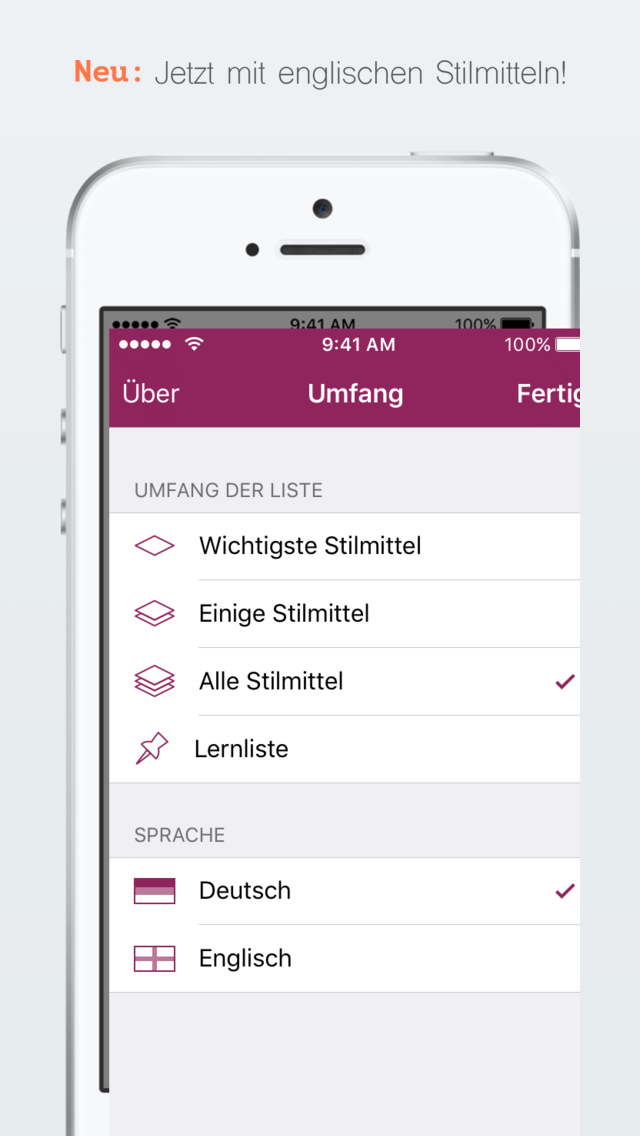 Neu: Jetzt mit englischen Stilmitteln!
9:41 AM 100%
9:41 AM 100%
Über Umfang Fertig
UMFANG DER LISTE
Wichtigste Stilmittel
Einige Stilmittel
Alle Stilmittel
Lernliste
SPRACHE
Deutsch
Englisch